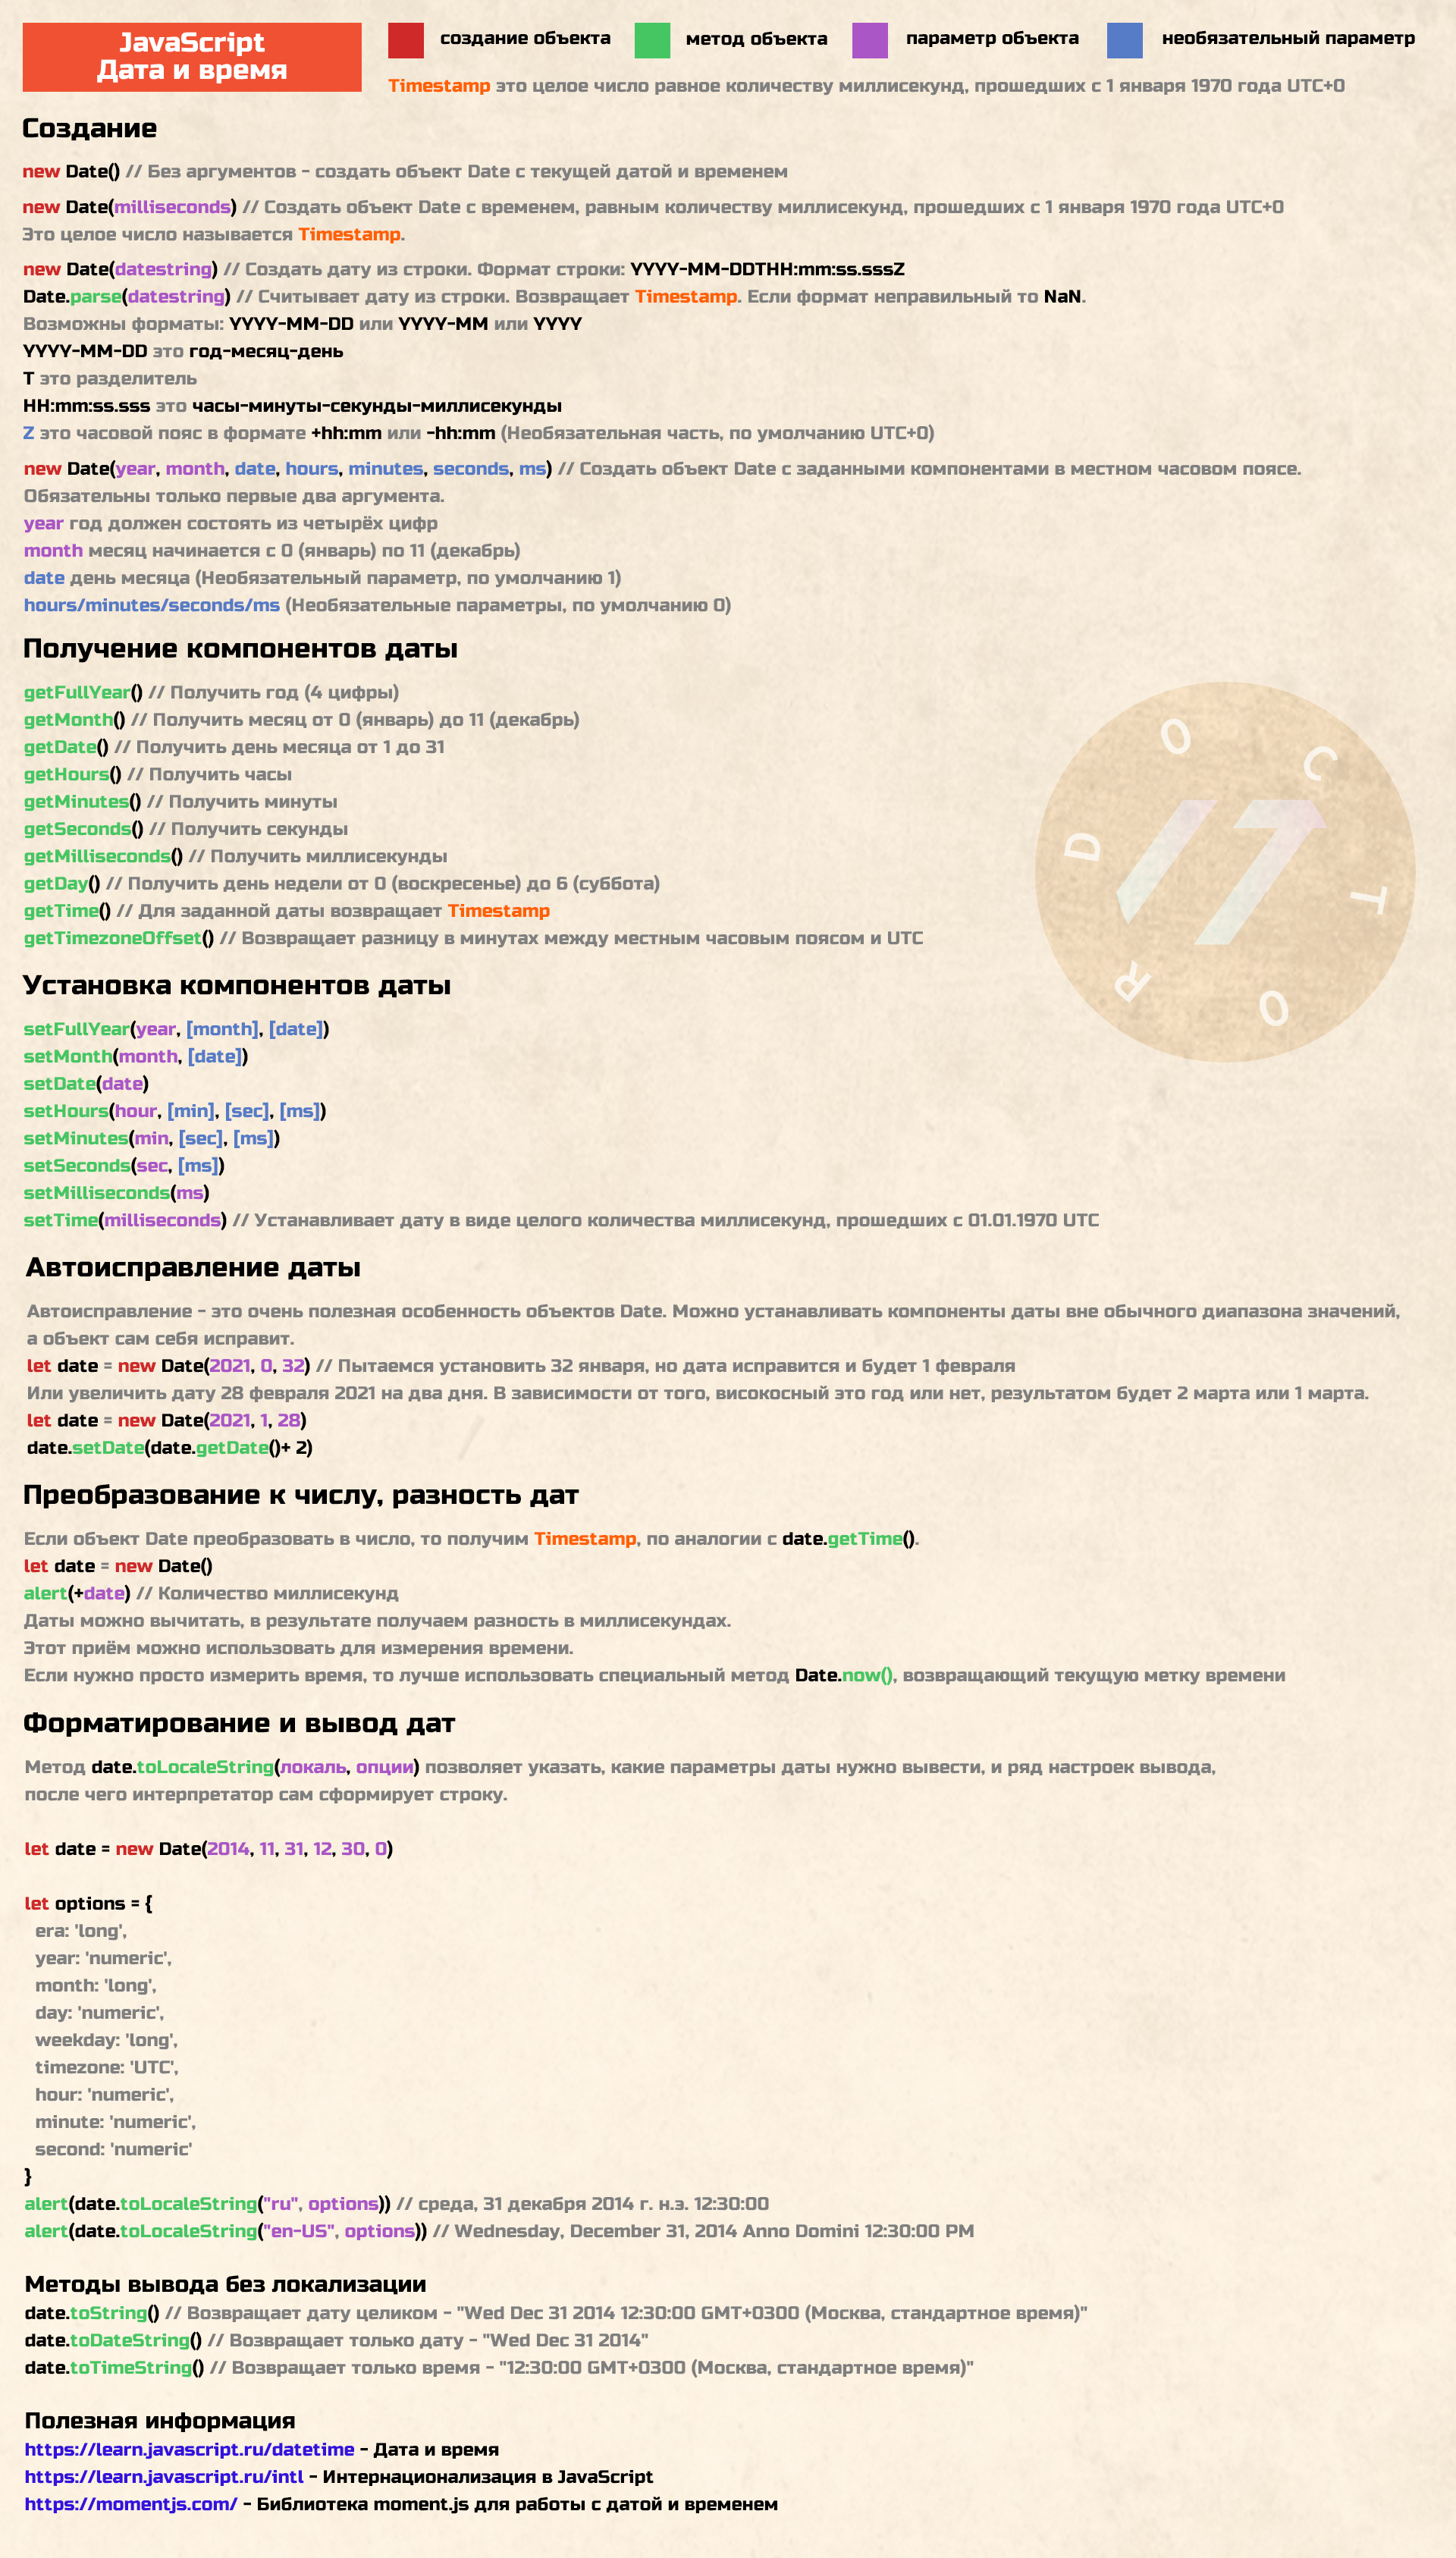 JavaScript
Дата и время
создание объекта
метод объекта
параметр объекта
необязательный параметр
Timestamp это целое число равное количеству миллисекунд, прошедших с 1 января 1970 года UTC+0
Создание
new Date() // Без аргументов - создать объект Date с текущей датой и временем
new Date(milliseconds) // Создать объект Date с временем, равным количеству миллисекунд, прошедших с 1 января 1970 года UTC+0
Это целое число называется Timestamp.
new Date(datestring) // Создать дату из строки. Формат строки: YYYY-MM-DDTHH:mm:ss.sssZ
Date.parse(datestring) // Считывает дату из строки. Возвращает Timestamp. Если формат неправильный то NaN.
Возможны форматы: YYYY-MM-DD или YYYY-MM или YYYY
YYYY-MM-DD это год-месяц-день
T это разделитель
HH:mm:ss.sss это часы-минуты-секунды-миллисекунды
Z это часовой пояс в формате +hh:mm или -hh:mm (Необязательная часть, по умолчанию UTC+0)
new Date(year, month, date, hours, minutes, seconds, ms) // Создать объект Date с заданными компонентами в местном часовом поясе.
Обязательны только первые два аргумента.
year год должен состоять из четырёх цифр
month месяц начинается с 0 (январь) по 11 (декабрь)
date день месяца (Необязательный параметр, по умолчанию 1)
hours/minutes/seconds/ms (Необязательные параметры, по умолчанию 0)
Получение компонентов даты
getFullYear() // Получить год (4 цифры)
getMonth() // Получить месяц от 0 (январь) до 11 (декабрь)
getDate() // Получить день месяца от 1 до 31
getHours() // Получить часы
getMinutes() // Получить минуты
getSeconds() // Получить секунды
getMilliseconds() // Получить миллисекунды
getDay() // Получить день недели от 0 (воскресенье) до 6 (суббота)
getTime() // Для заданной даты возвращает Timestamp
getTimezoneOffset() // Возвращает разницу в минутах между местным часовым поясом и UTC
DOCTOR
IT
Установка компонентов даты
setFullYear(year, [month], [date])
setMonth(month, [date])
setDate(date)
setHours(hour, [min], [sec], [ms])
setMinutes(min, [sec], [ms])
setSeconds(sec, [ms])
setMilliseconds(ms)
setTime(milliseconds) // Устанавливает дату в виде целого количества миллисекунд, прошедших с 01.01.1970 UTC
Автоисправление даты
Автоисправление - это очень полезная особенность объектов Date. Можно устанавливать компоненты даты вне обычного диапазона значений,
а объект сам себя исправит.
let date = new Date(2021, 0, 32) // Пытаемся установить 32 января, но дата исправится и будет 1 февраля
Или увеличить дату 28 февраля 2021 на два дня. В зависимости от того, високосный это год или нет, результатом будет 2 марта или 1 марта.
let date = new Date(2021, 1, 28)
date.setDate(date.getDate()+ 2)
Преобразование к числу, разность дат
Если объект Date преобразовать в число, то получим Timestamp, по аналогии с date.getTime().
let date = new Date()
alert(+date) // Количество миллисекунд
Даты можно вычитать, в результате получаем разность в миллисекундах.
Этот приём можно использовать для измерения времени.
Если нужно просто измерить время, то лучше использовать специальный метод Date.now(), возвращающий текущую метку времени
Форматирование и вывод дат
Метод date.toLocaleString(локаль, опции) позволяет указать, какие параметры даты нужно вывести, и ряд настроек вывода,
после чего интерпретатор сам сформирует строку.
let date = new Date(2014, 11, 31, 12, 30, 0)
let options = {
era: 'long',
year: 'numeric',
month: 'long',
day: 'numeric',
weekday: 'long',
timezone: 'UTC',
hour: 'numeric',
minute: 'numeric',
second: 'numeric'
}
alert(date.toLocaleString("ru", options)) // среда, 31 декабря 2014 г. н.э. 12:30:00
alert(date.toLocaleString("en-US", options)) // Wednesday, December 31, 2014 Anno Domini 12:30:00 PM
Методы вывода без локализации
date.toString() // Возвращает дату целиком - "Wed Dec 31 2014 12:30:00 GMT+0300 (Москва, стандартное время)"
date.toDateString() // Возвращает только дату - "Wed Dec 31 2014"
date.toTimeString() // Возвращает только время - "12:30:00 GMT+0300 (Москва, стандартное время)"
Полезная информация
https://learn.javascript.ru/datetime - Дата и время
https://learn.javascript.ru/intl - Интернационализация в JavaScript
https://momentjs.com/ - Библиотека moment.js для работы с датой и временем